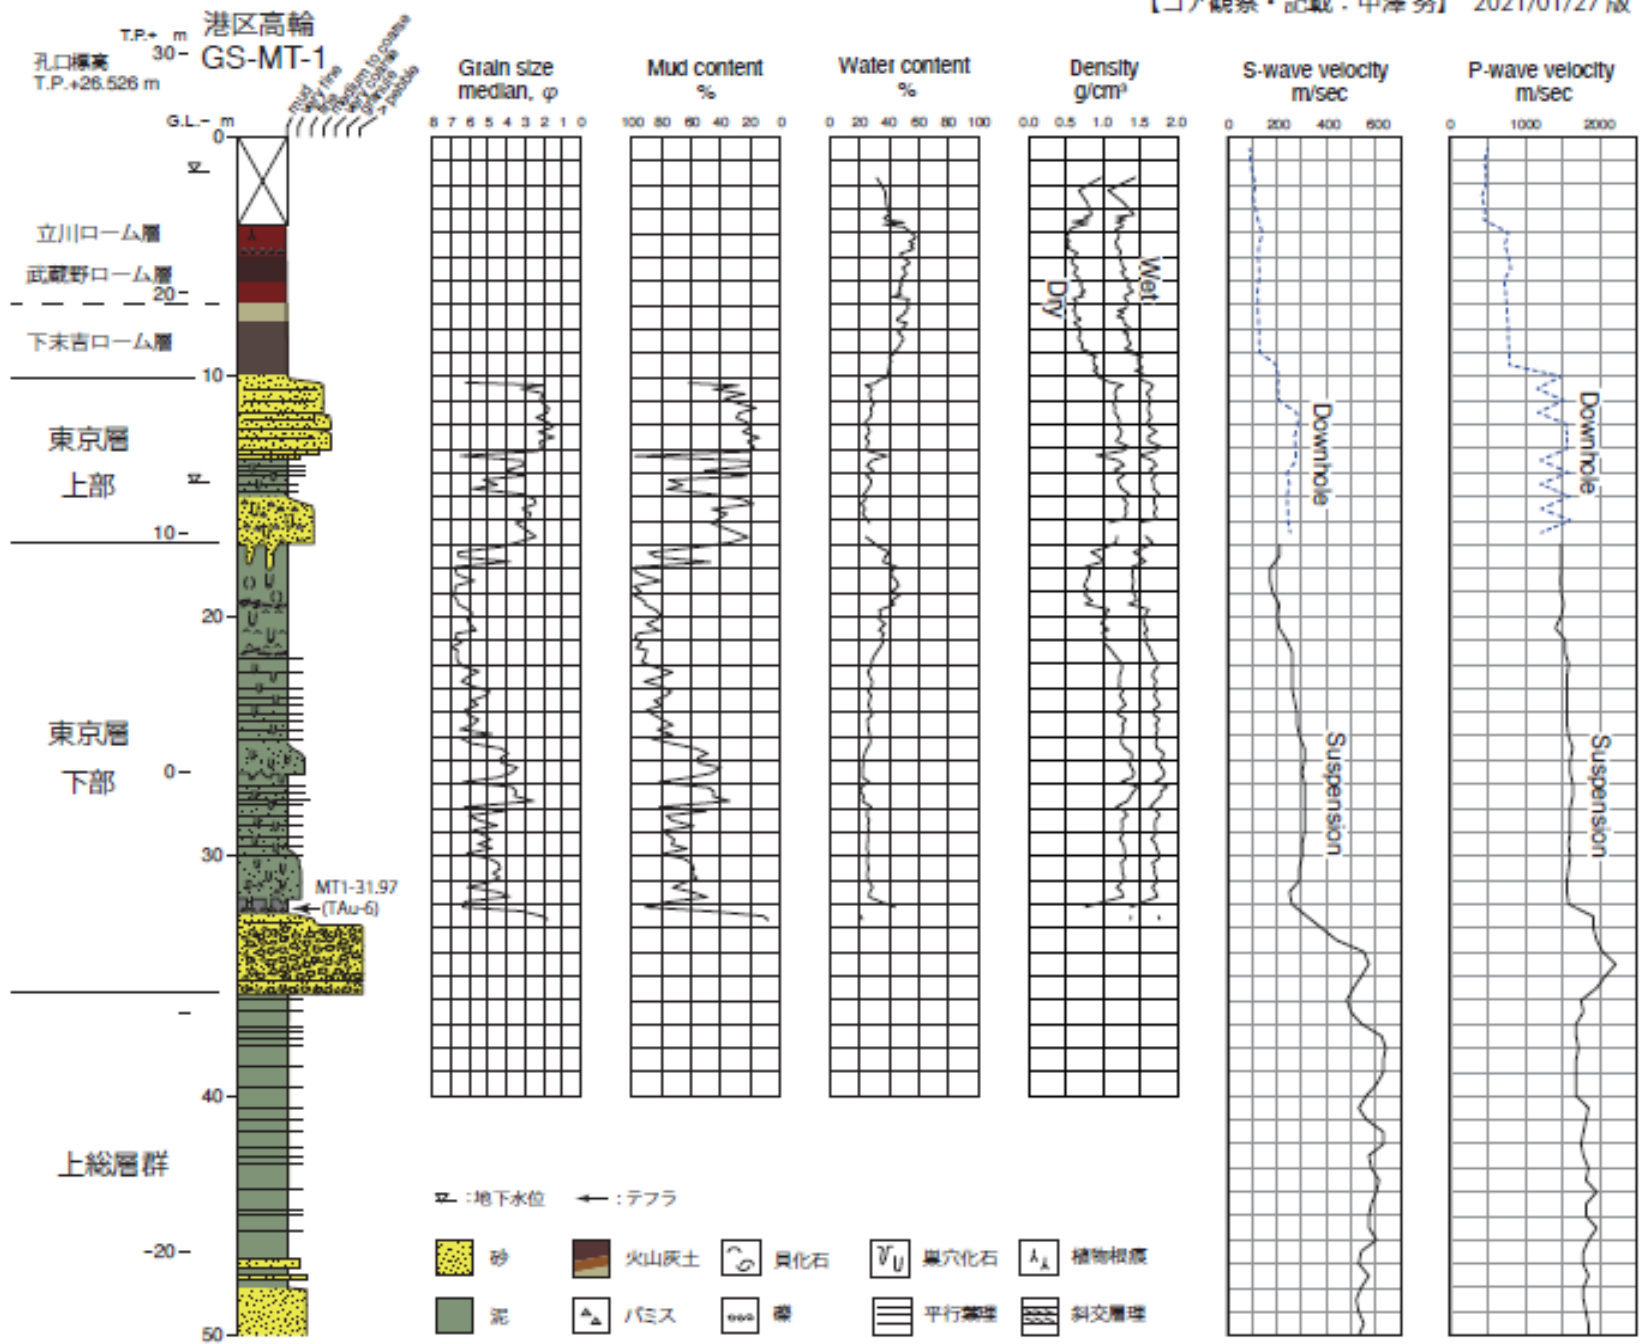 【コア観察・記載：中澤 努】 2021/01/27 版
港区高輪
GS-MT-1
T.P.+ m
孔口標高
T.P.+26.526 m
30
20
10
0
-20
G.L.- m
0
10
20
30
40
50
mud
very fine
fine
medium to coarse
very coarse
granule
> pebble
立川ローム層
武蔵野ローム層
下末吉ローム層
東京層
上部
東京層
下部
上総層群
MT1-31.97
(TAu-6)
Grain size
median, φ
8 7 6 5 4 3 2 1 0
Mud content
%
100 80 60 40 20 0
Water content
%
0 20 40 60 80 100
Density
g/cm³
0.0 0.5 1.0 1.5 2.0
Dry
Wet
S-wave velocity
m/sec
0 200 400 600
Downhole
Suspension
P-wave velocity
m/sec
0 1000 2000
Downhole
Suspension
：地下水位
：テフラ
砂
火山灰土
貝化石
巣穴化石
植物根痕
泥
パミス
礫
平行葉理
斜交層理